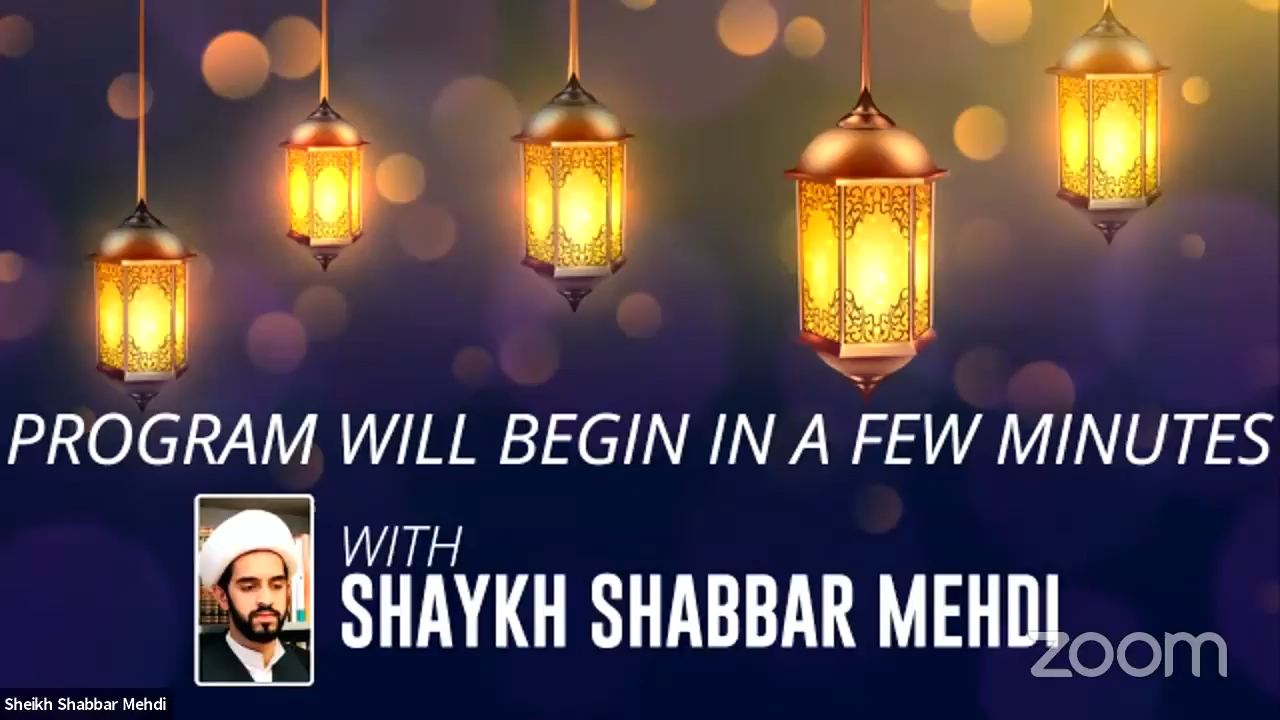 PROGRAM WILL BEGIN IN A FEW MINUTES
WITH
SHAYKH SHABBAR MEHDI
zoom
Sheikh Shabbar Mehdi